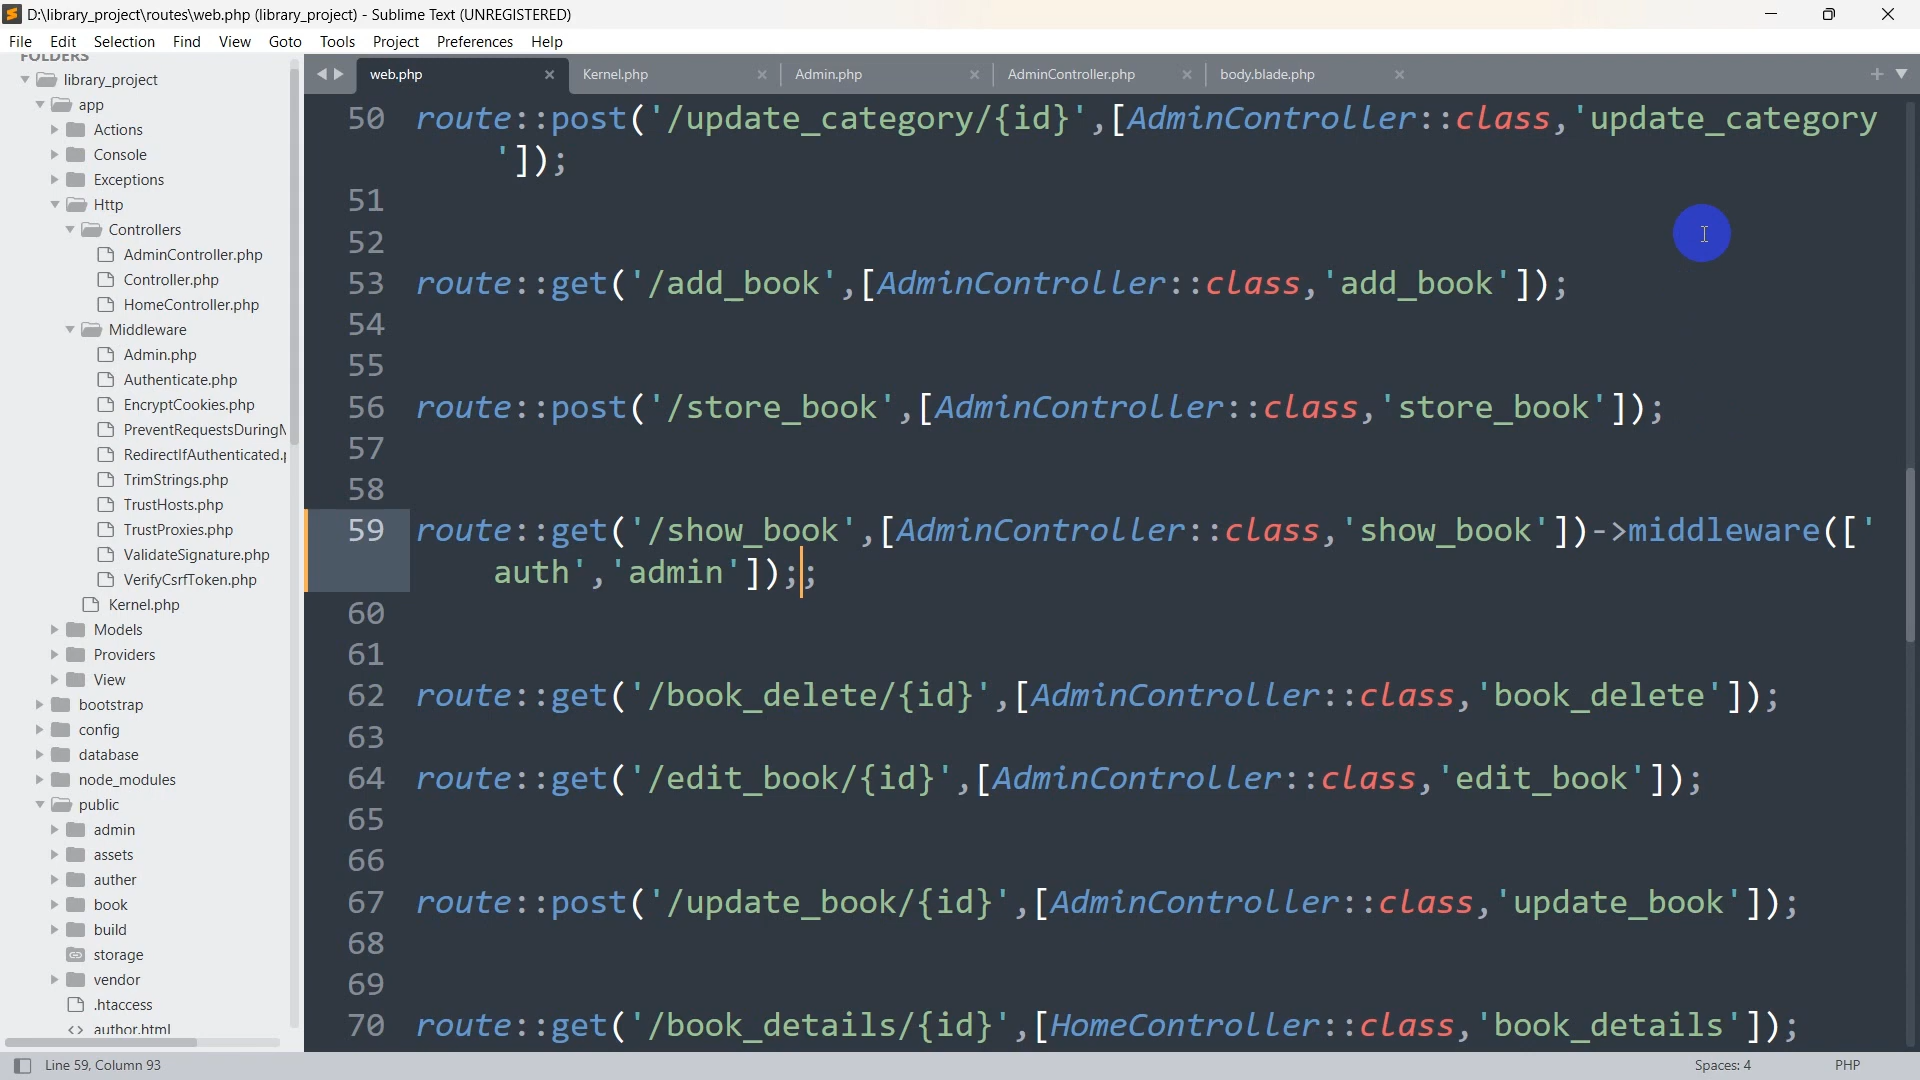 D:\library_project\routes\web.php (library_project) - Sublime Text (UNREGISTERED)
File Edit Selection Find View Goto Tools Project Preferences Help
FOLDERS
library_project
app
Actions
Console
Exceptions
Http
Controllers
AdminController.php
Controller.php
HomeController.php
Middleware
Admin.php
Authenticate.php
EncryptCookies.php
PreventRequestsDuring
RedirectIfAuthenticated.
TrimStrings.php
TrustHosts.php
TrustProxies.php
ValidateSignature.php
VerifyCsrfToken.php
Kernel.php
Models
Providers
View
bootstrap
config
database
node_modules
public
admin
assets
auther
book
build
storage
vendor
.htaccess
author.html
web.php Kernel.php Admin.php AdminController.php body.blade.php
50 route::post('/update_category/{id}',[AdminController::class,'update_category
']);
51
52
53 route::get('/add_book',[AdminController::class,'add_book']);
54
55
56 route::post('/store_book',[AdminController::class,'store_book']);
57
58
59 route::get('/show_book',[AdminController::class,'show_book'])->middleware(['
auth','admin']);;
60
61
62 route::get('/book_delete/{id}',[AdminController::class,'book_delete']);
63
64 route::get('/edit_book/{id}',[AdminController::class,'edit_book']);
65
66
67 route::post('/update_book/{id}',[AdminController::class,'update_book']);
68
69
70 route::get('/book_details/{id}',[HomeController::class,'book_details']);
Line 59, Column 93 Spaces: 4 PHP